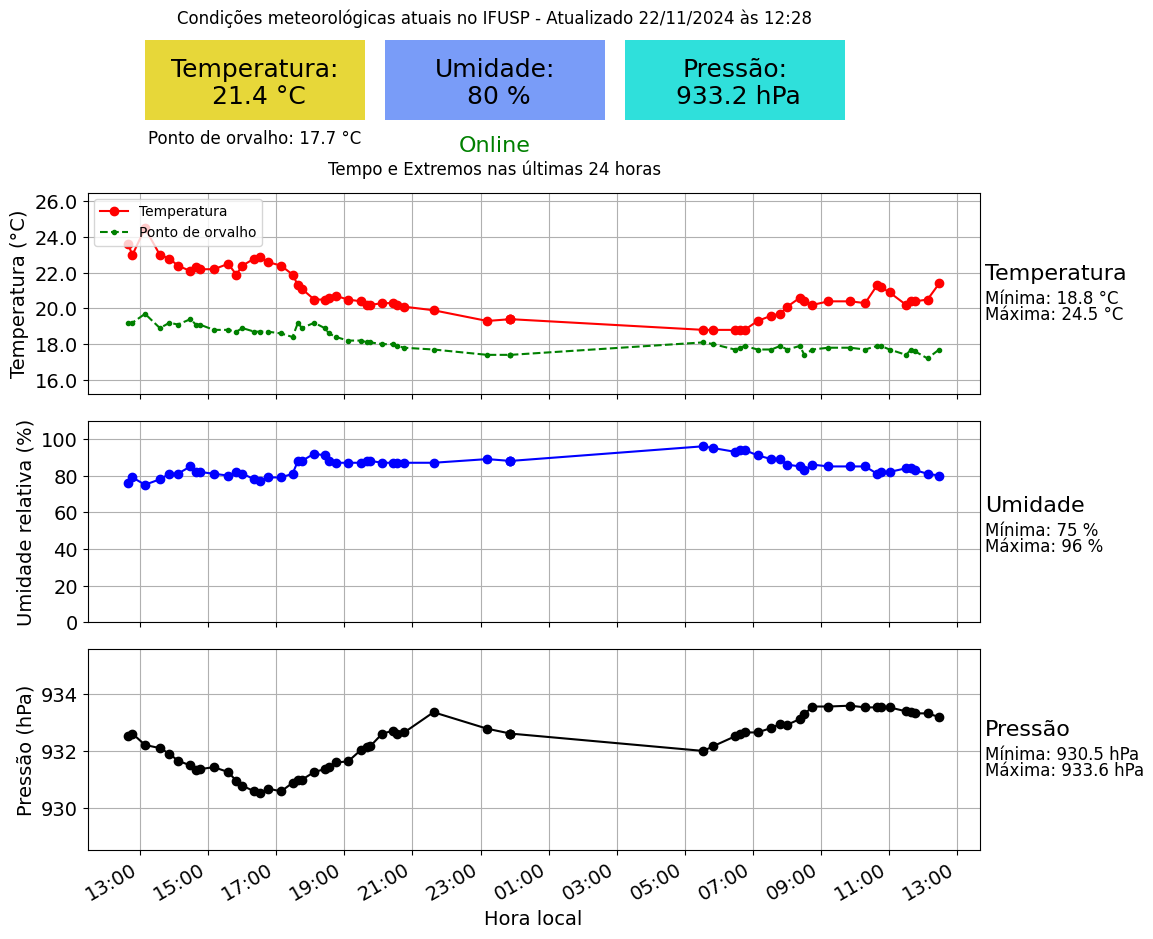 Condições meteorológicas atuais no IFUSP - Atualizado 22/11/2024 às 12:28
Temperatura:
21.4 °C
Umidade:
80 %
Pressão:
933.2 hPa
Ponto de orvalho: 17.7 °C
Online
Tempo e Extremos nas últimas 24 horas
Temperatura (°C)
26.0
24.0
22.0
20.0
18.0
16.0
Temperatura
Ponto de orvalho
Temperatura
Mínima: 18.8 °C
Máxima: 24.5 °C
Umidade relativa (%)
100
80
60
40
20
0
Umidade
Mínima: 75 %
Máxima: 96 %
Pressão (hPa)
934
932
930
Pressão
Mínima: 930.5 hPa
Máxima: 933.6 hPa
13:00 15:00 17:00 19:00 21:00 23:00 01:00 03:00 05:00 07:00 09:00 11:00 13:00
Hora local